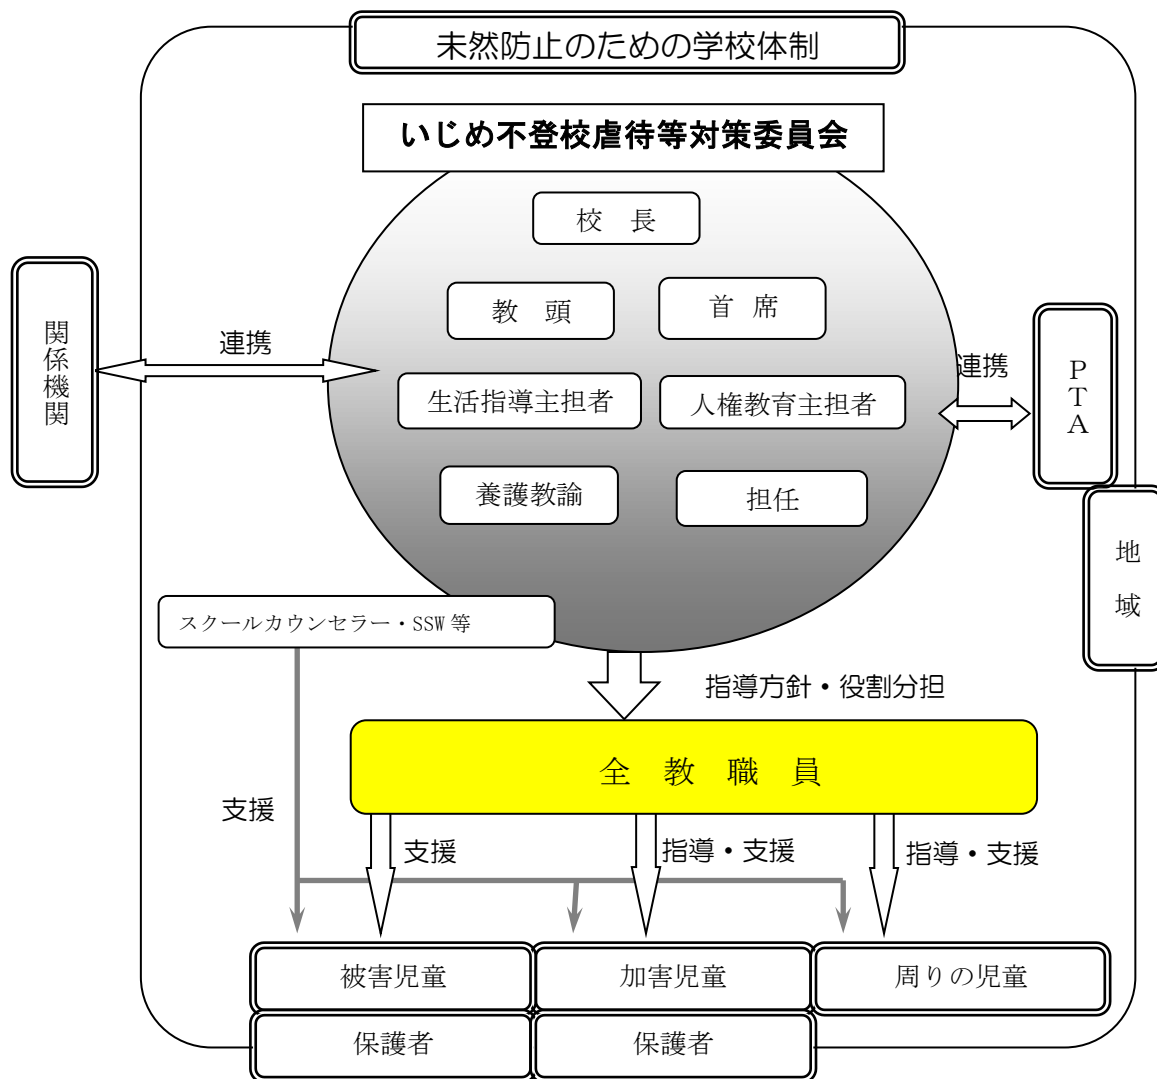 未然防止のための学校体制
いじめ不登校虐待等対策委員会
校　長
教　頭
首　席
関係機関
連携
連携
PTA
生活指導主担者
人権教育主担者
養護教諭
担任
地域
スクールカウンセラー・SSW 等
指導方針・役割分担
全　教　職　員
支援
支援
指導・支援
指導・支援
被害児童
加害児童
周りの児童
保護者
保護者